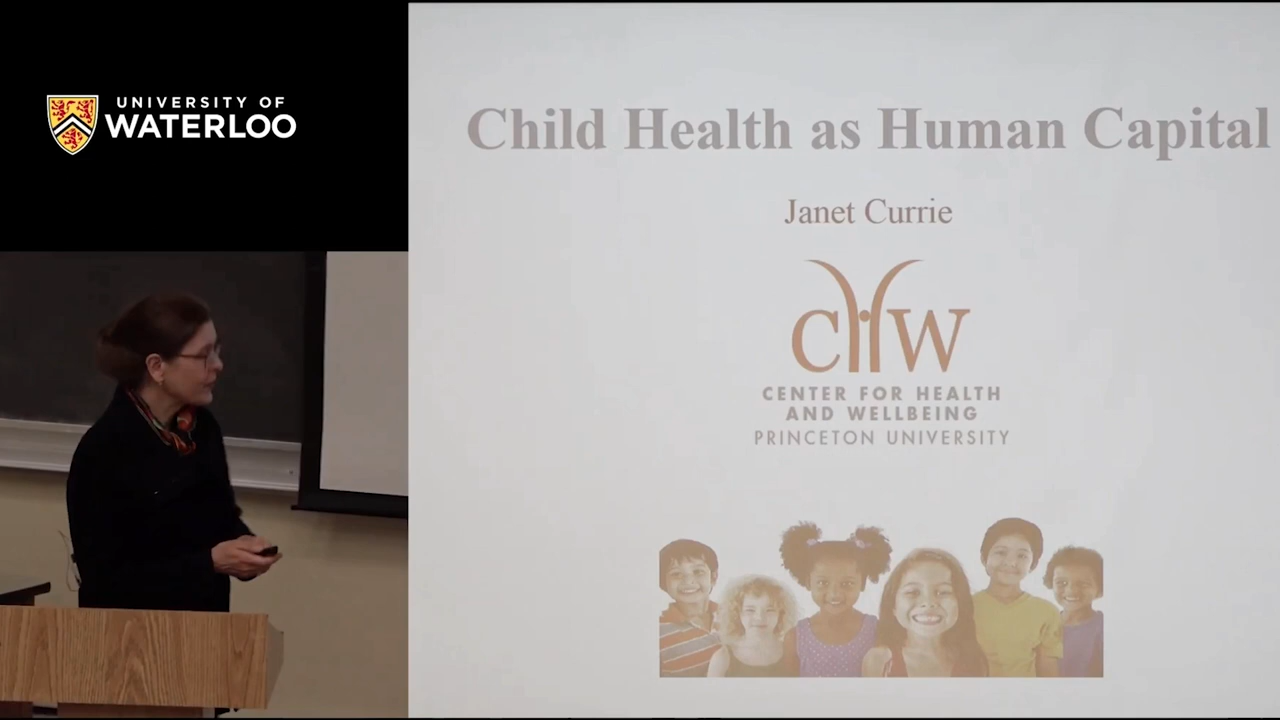 UNIVERSITY OF
WATERLOO
Child Health as Human Capital
Janet Currie
CHW
CENTER FOR HEALTH
AND WELLBEING
PRINCETON UNIVERSITY